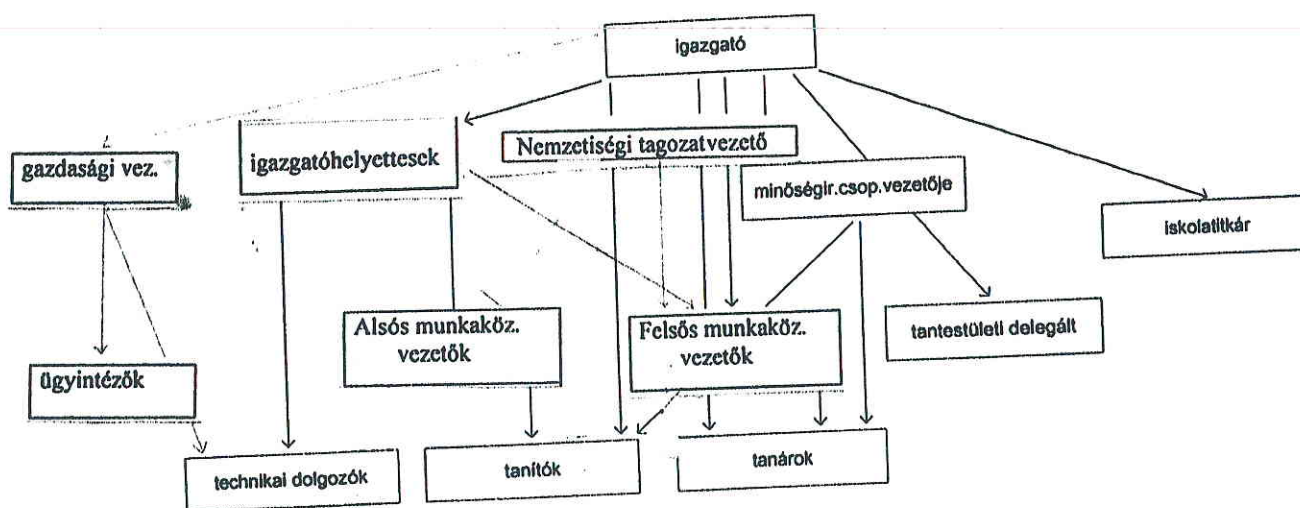 igazgató
gazdasági vez.
igazgatóhelyettesek
Nemzetiségi tagozatvezető
minőségir.csop.vezetője
iskolatitkár
Alsós munkaköz.
vezetők
Felsős munkaköz.
vezetők
tantestületi delegált
ügyintézők
technikai dolgozók
tanítók
tanárok